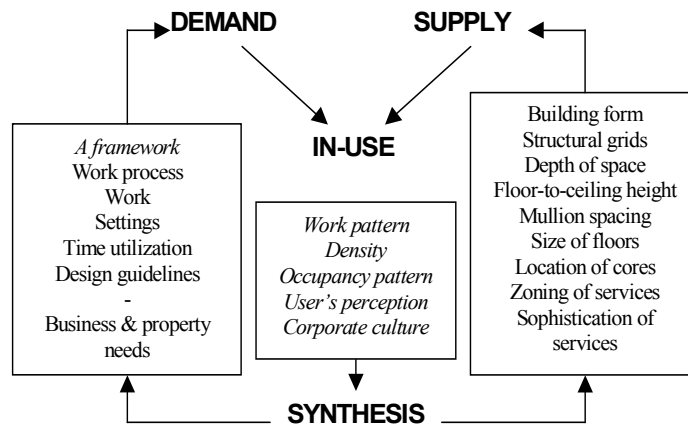 DEMAND
SUPPLY
IN-USE
A framework
Work process
Work
Settings
Time utilization
Design guidelines
-
Business & property
needs
Work pattern
Density
Occupancy pattern
User's perception
Corporate culture
Building form
Structural grids
Depth of space
Floor-to-ceiling height
Mullion spacing
Size of floors
Location of cores
Zoning of services
Sophistication of
services
SYNTHESIS